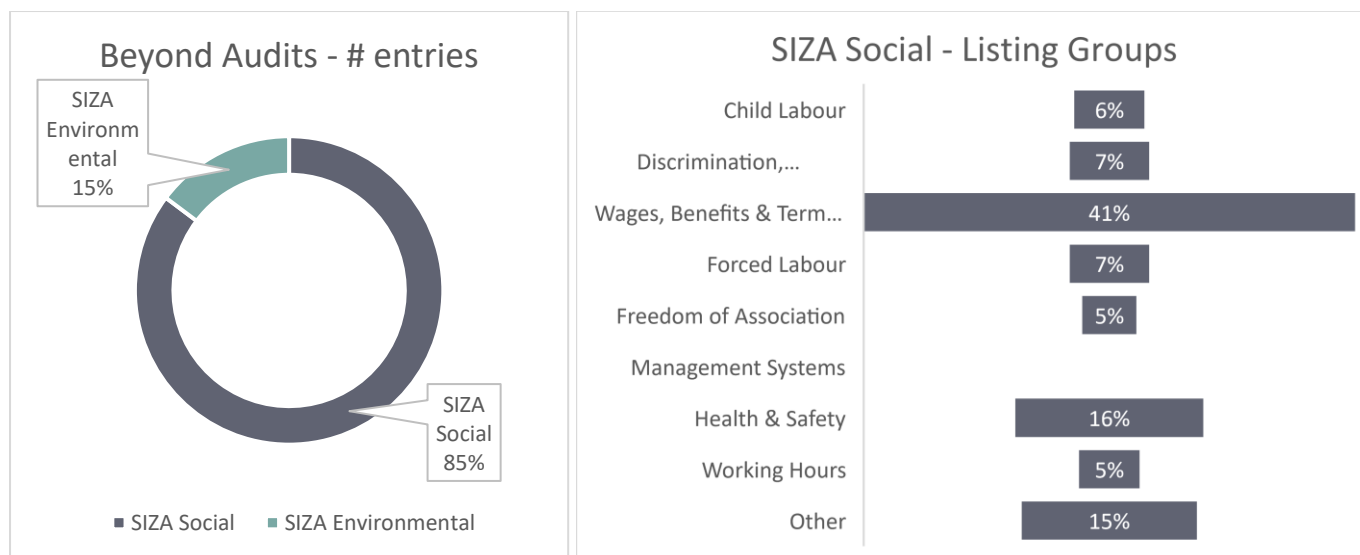 Beyond Audits - # entries
SIZA
Environm
ental
15%
SIZA
Social
85%
SIZA Social
SIZA Environmental
SIZA Social - Listing Groups
Child Labour
6%
Discrimination,...
7%
Wages, Benefits & Term...
41%
Forced Labour
7%
Freedom of Association
5%
Management Systems
Health & Safety
16%
Working Hours
5%
Other
15%